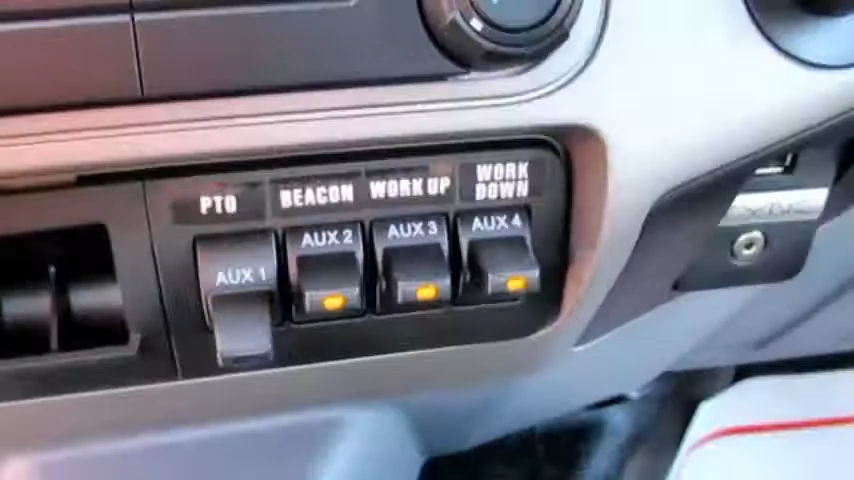 PTO
BEACON
WORK UP
WORK
DOWN
AUX 1
AUX 2
AUX 3
AUX 4